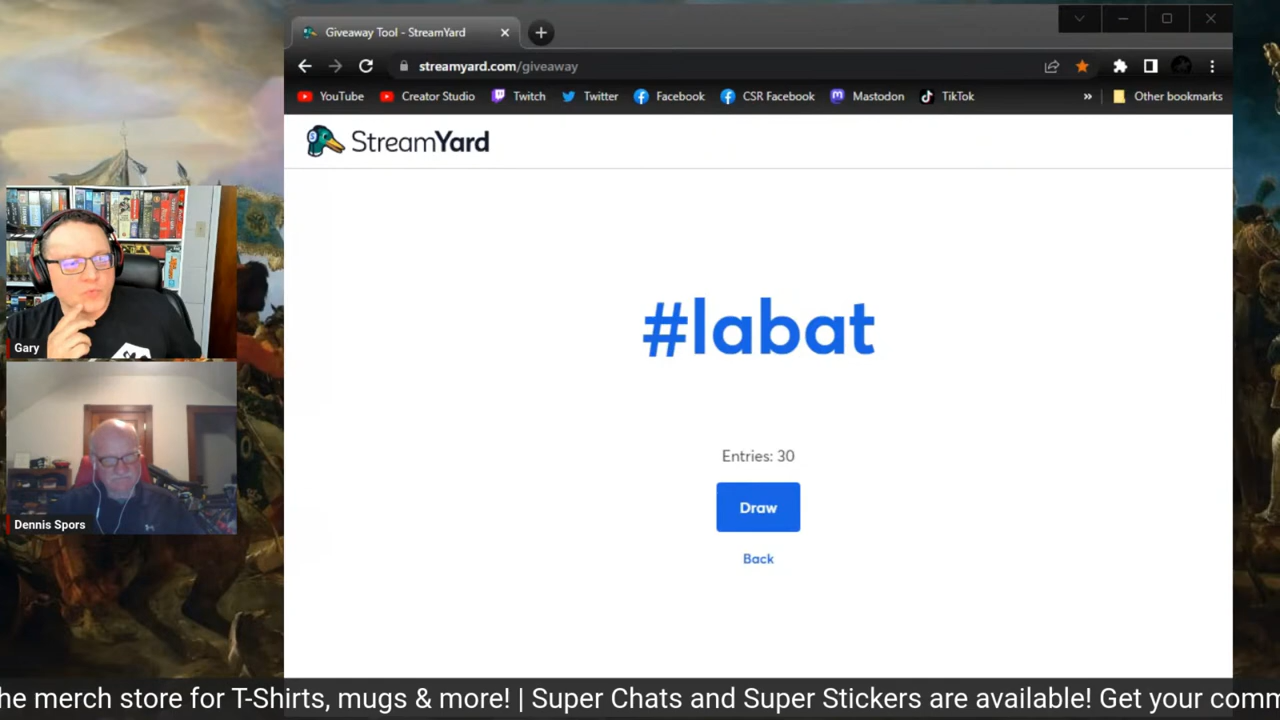 Giveaway Tool - StreamYard
streamyard.com/giveaway
YouTube Creator Studio Twitch Twitter Facebook CSR Facebook Mastodon TikTok » Other bookmarks
StreamYard
#labat
Entries: 30
Draw
Back
Gary
Dennis Spors
he merch store for T-Shirts, mugs & more! | Super Chats and Super Stickers are available! Get your comm